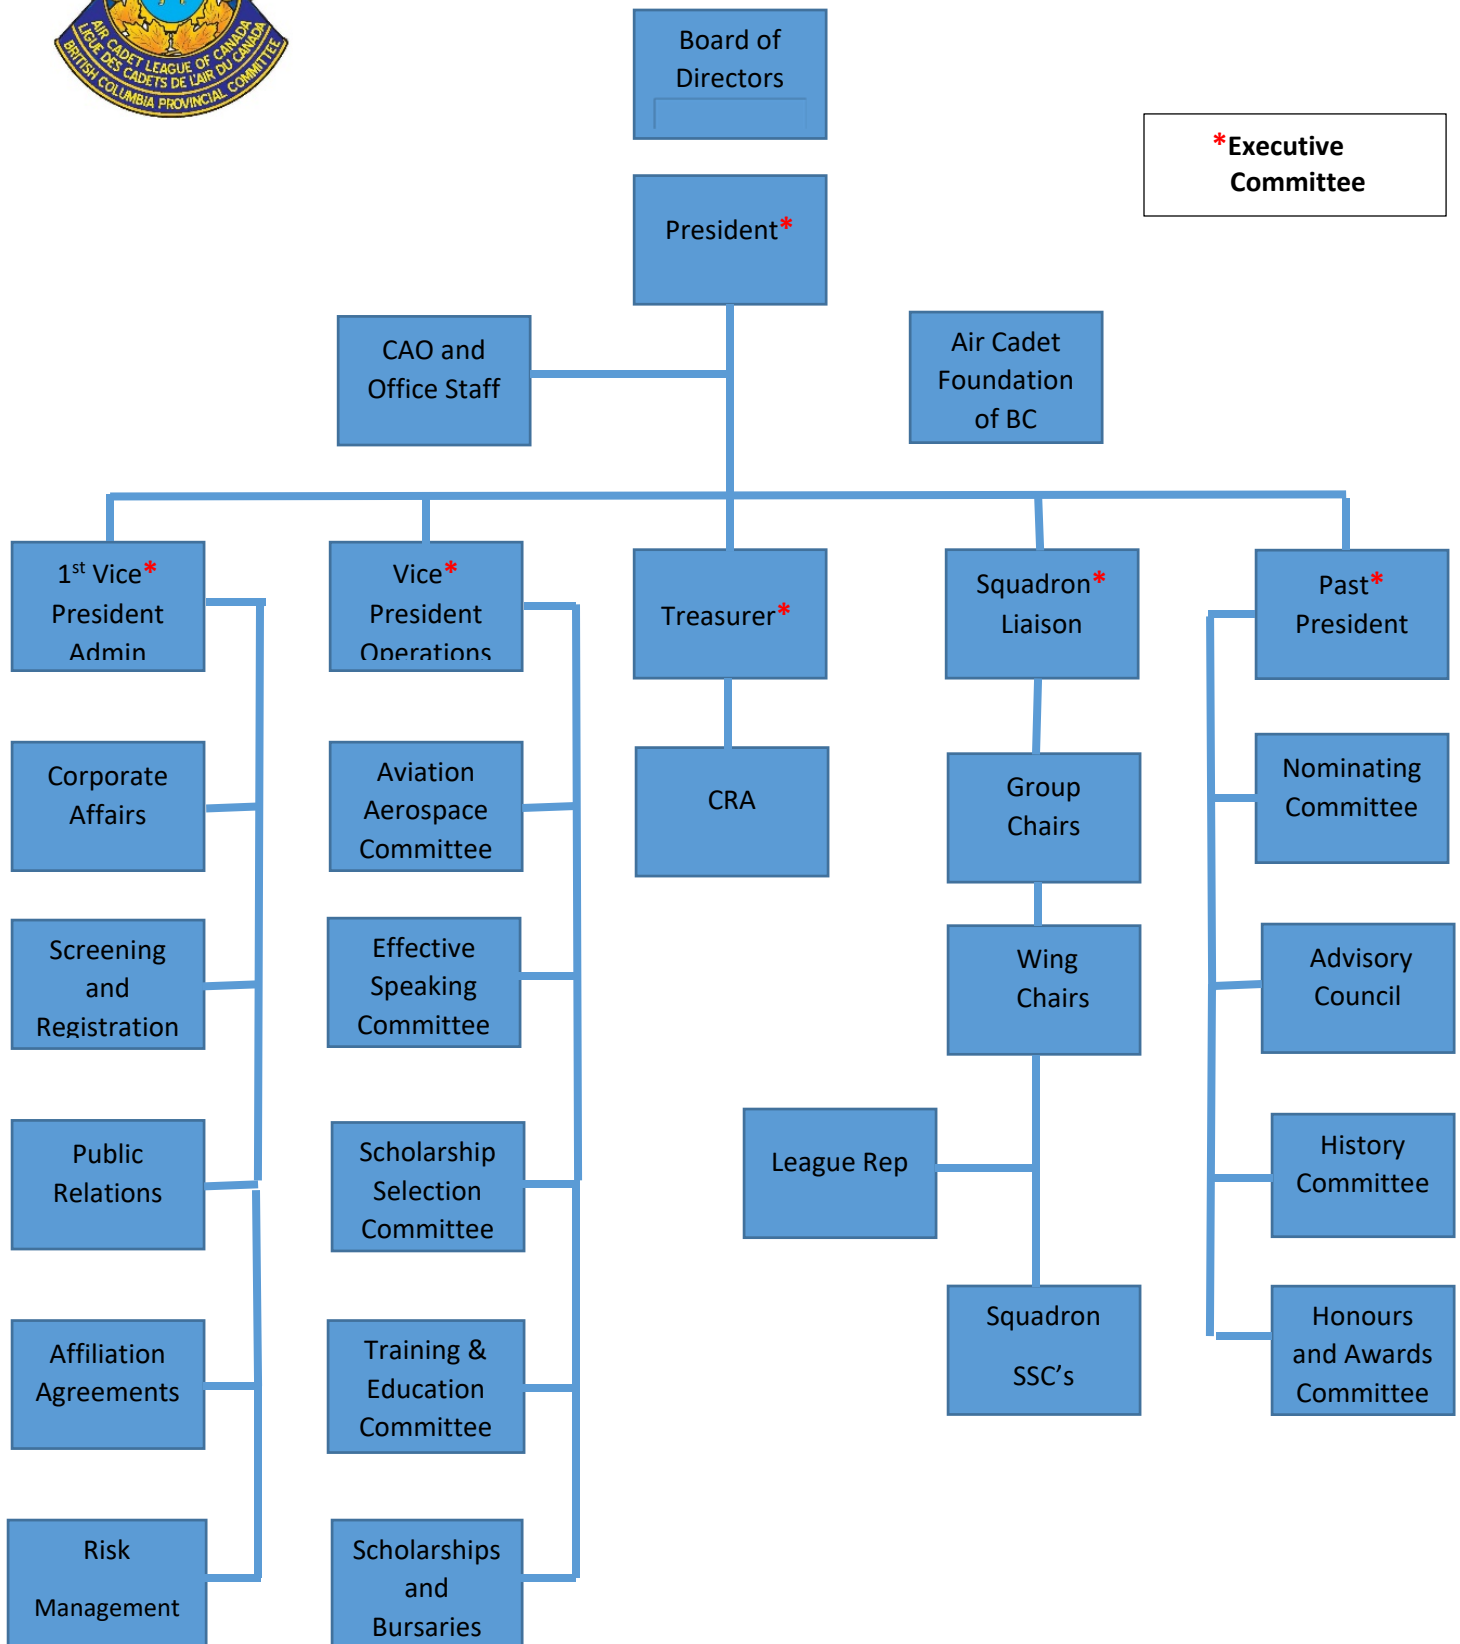 AIR CADET LEAGUE OF CANADA
LIGUE DES CADETS DE L'AIR DU CANADA
BRITISH COLUMBIA PROVINCIAL COMMITTEE
Board of
Directors
*Executive
Committee
President*
CAO and
Office Staff
Air Cadet
Foundation
of BC
1st Vice*
President
Admin
Vice*
President
Operations
Treasurer*
Squadron*
Liaison
Past*
President
Corporate
Affairs
Aviation
Aerospace
Committee
CRA
Group
Chairs
Nominating
Committee
Screening
and
Registration
Effective
Speaking
Committee
Wing
Chairs
Advisory
Council
Public
Relations
Scholarship
Selection
Committee
League Rep
History
Committee
Affiliation
Agreements
Training &
Education
Committee
Squadron
SSC’s
Honours
and Awards
Committee
Risk
Management
Scholarships
and
Bursaries